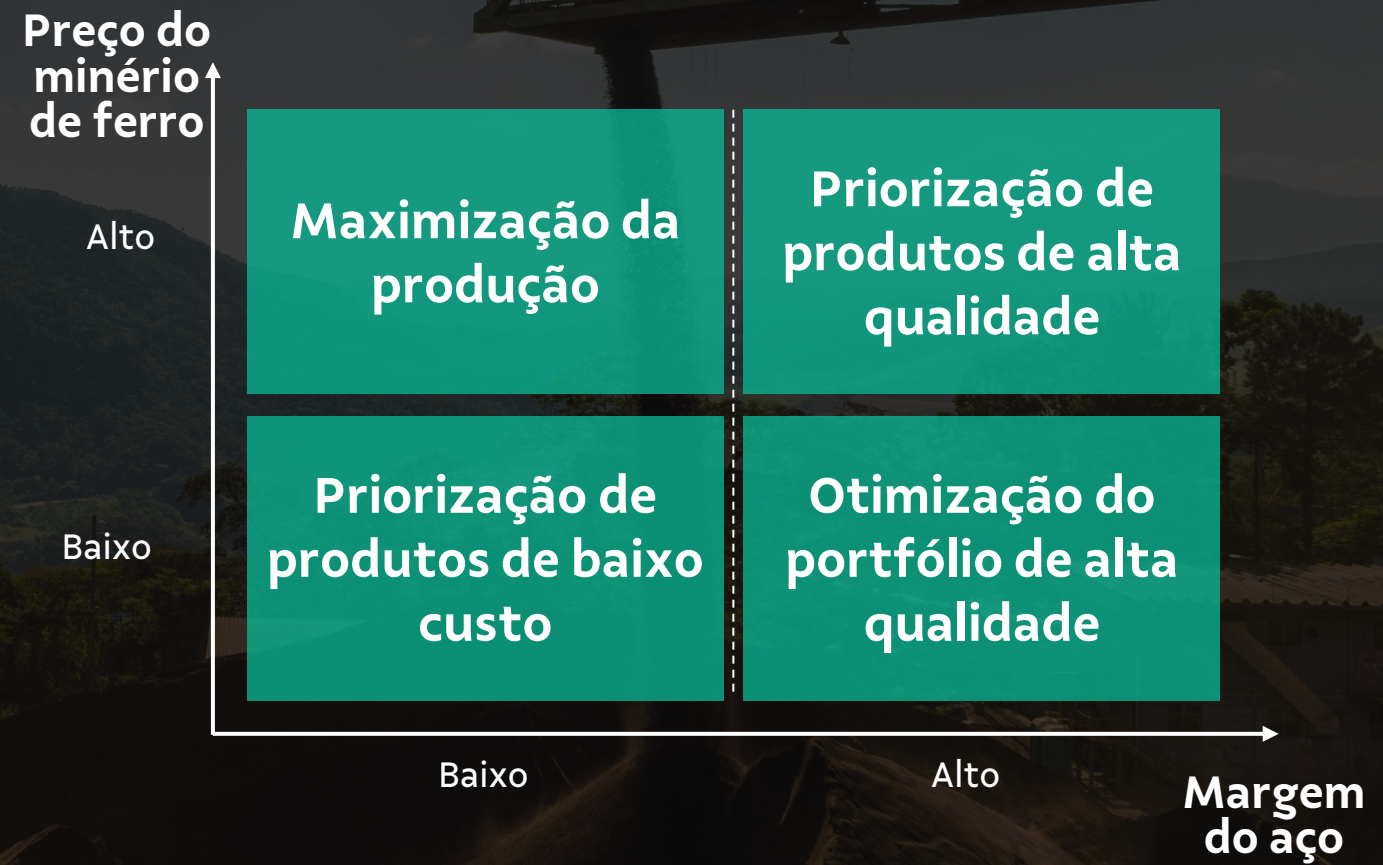 Preço do
minério
de ferro
Alto
Maximização da
produção
Priorização de
produtos de alta
qualidade
Baixo
Priorização de
produtos de baixo
custo
Otimização do
portfólio de alta
qualidade
Baixo
Alto
Margem
do aço